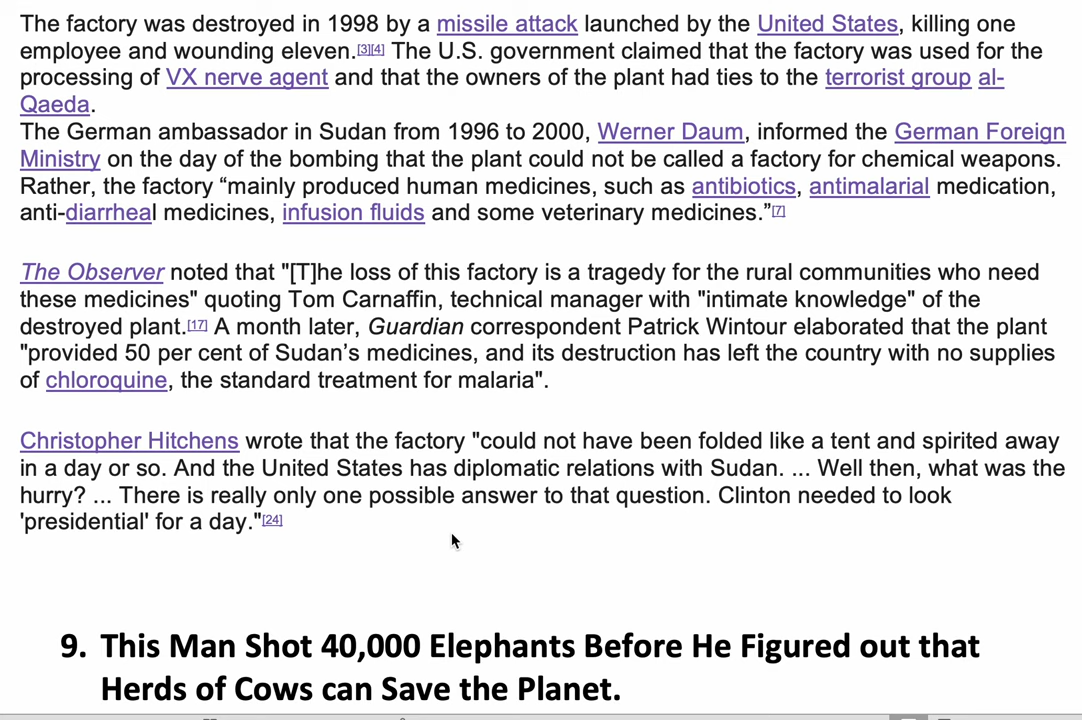 The factory was destroyed in 1998 by a missile attack launched by the United States, killing one
employee and wounding eleven.[3][4] The U.S. government claimed that the factory was used for the
processing of VX nerve agent and that the owners of the plant had ties to the terrorist group al-
Qaeda.
The German ambassador in Sudan from 1996 to 2000, Werner Daum, informed the German Foreign
Ministry on the day of the bombing that the plant could not be called a factory for chemical weapons.
Rather, the factory “mainly produced human medicines, such as antibiotics, antimalarial medication,
anti-diarrheal medicines, infusion fluids and some veterinary medicines.”[7]
The Observer noted that "[T]he loss of this factory is a tragedy for the rural communities who need
these medicines" quoting Tom Carnaffin, technical manager with "intimate knowledge" of the
destroyed plant.[17] A month later, Guardian correspondent Patrick Wintour elaborated that the plant
"provided 50 per cent of Sudan’s medicines, and its destruction has left the country with no supplies
of chloroquine, the standard treatment for malaria".
Christopher Hitchens wrote that the factory "could not have been folded like a tent and spirited away
in a day or so. And the United States has diplomatic relations with Sudan. ... Well then, what was the
hurry? ... There is really only one possible answer to that question. Clinton needed to look
'presidential' for a day."[24]
9. This Man Shot 40,000 Elephants Before He Figured out that
Herds of Cows can Save the Planet.